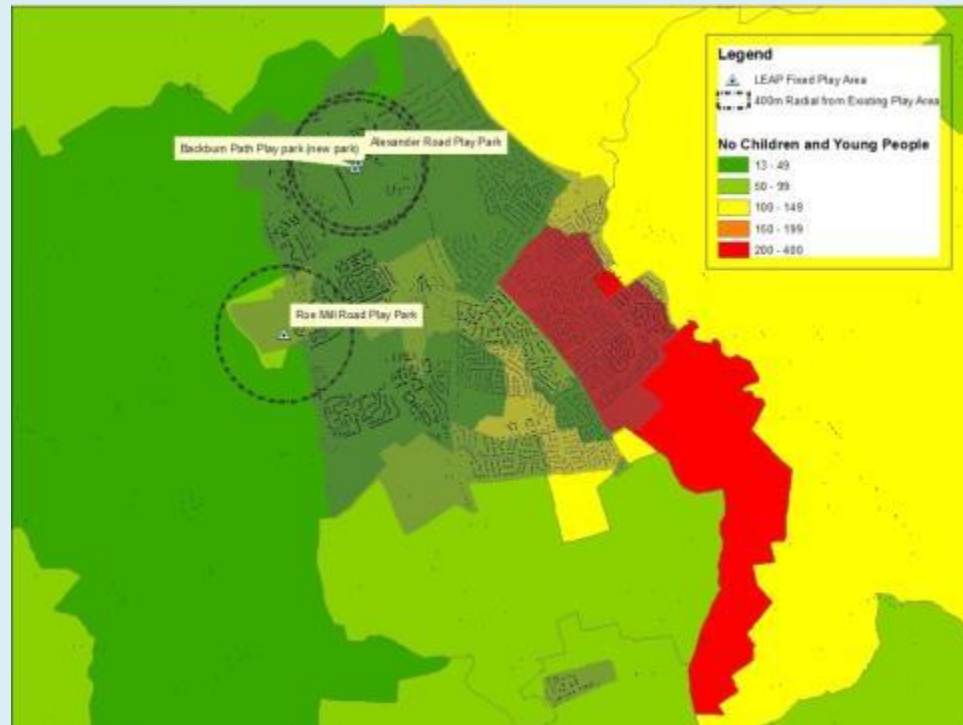 Legend
LEAP Fixed Play Area
400m Radial from Existing Play Area
No Children and Young People
13 - 49
50 - 99
100 - 149
150 - 199
200 - 400
Backburn Path Play park (new park)
Alexander Road Play Park
Roe Mill Road Play Park